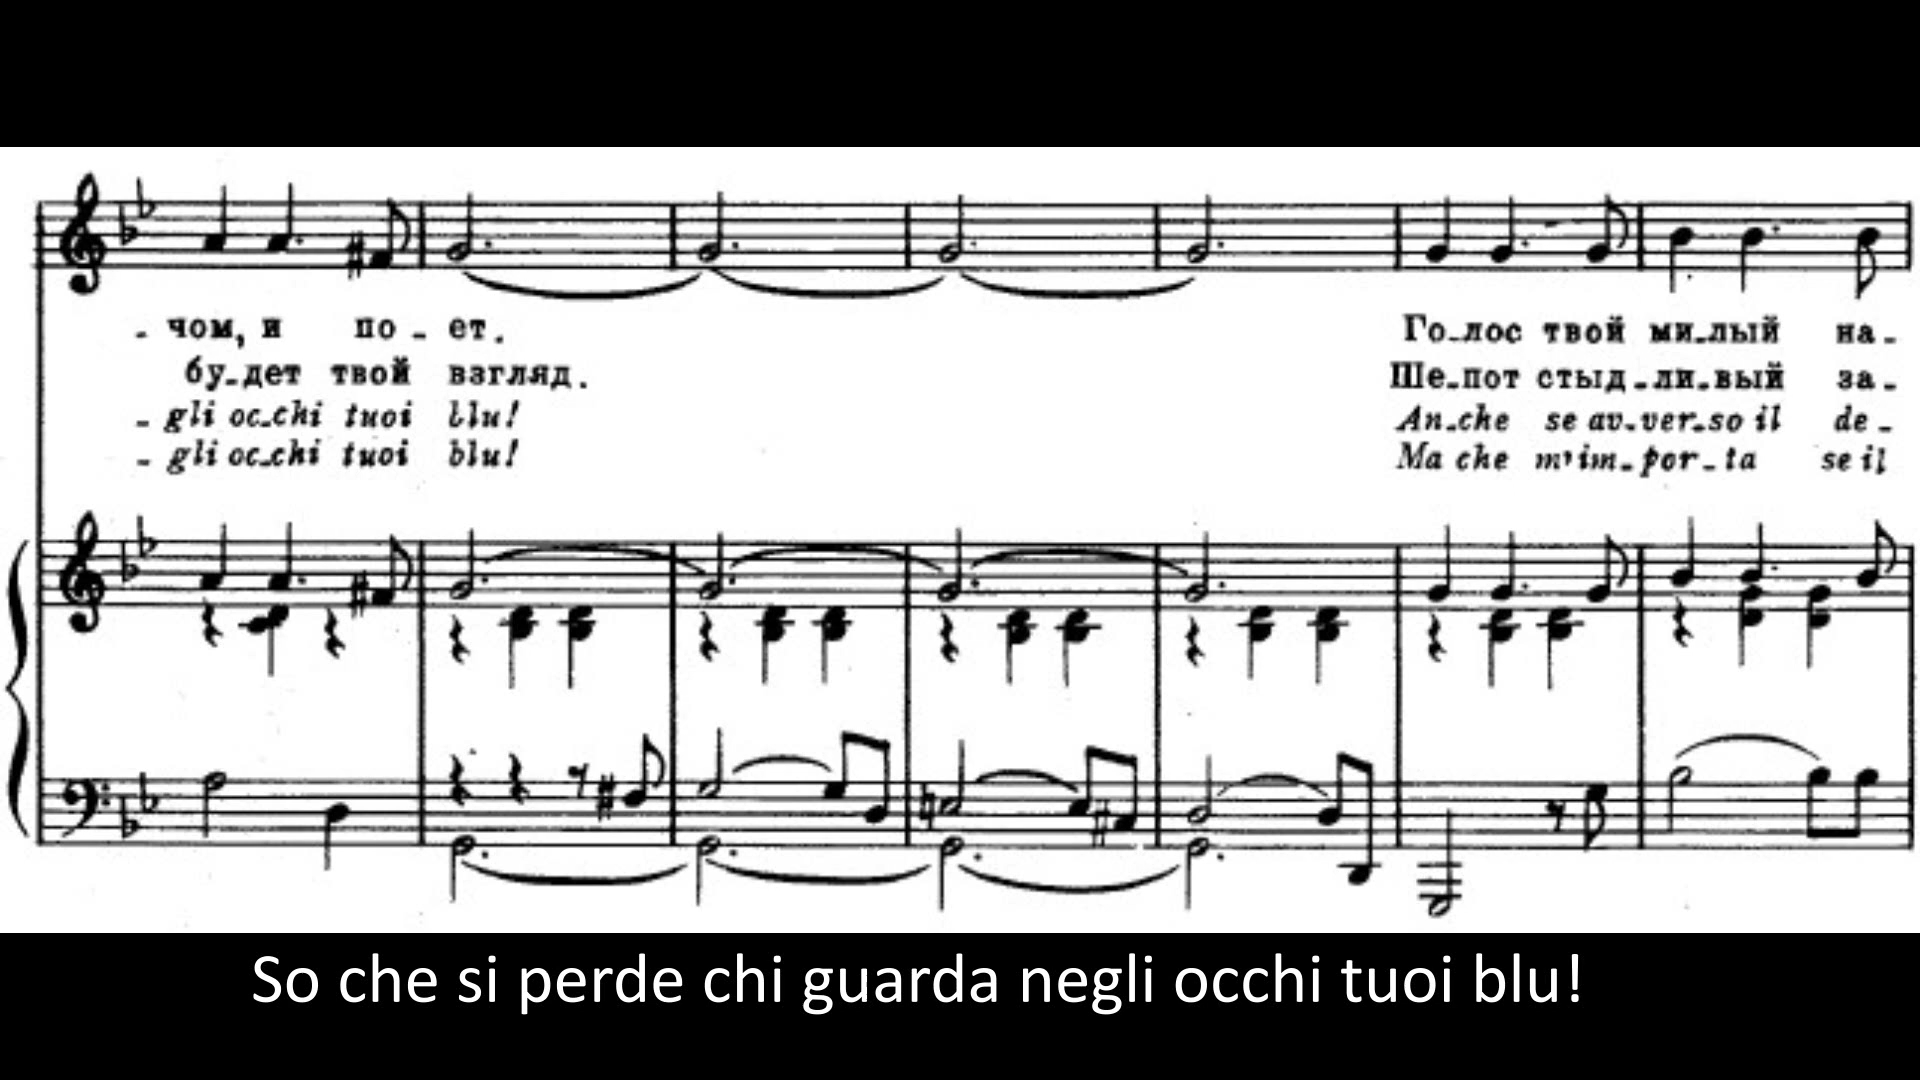 - чом, и по - ет. Го-лос твой ми-лый на-
бу-дет твой взгляд. Ше-пот стыд-ли-вый за-
- gli oc-chi tuoi blu! An-che se av-ver-so il de-
- gli oc-chi tuoi blu! Ma che m'im-por-ta se il
So che si perde chi guarda negli occhi tuoi blu!